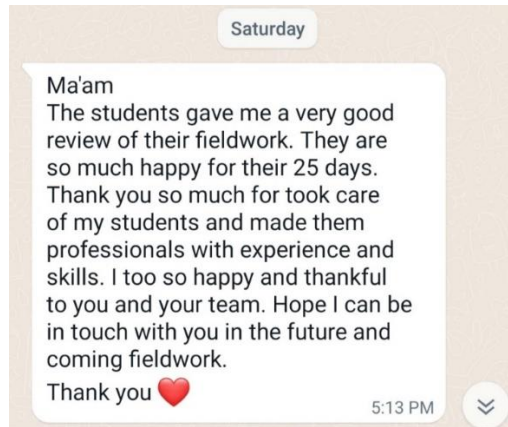 Saturday
Ma'am
The students gave me a very good
review of their fieldwork. They are
so much happy for their 25 days.
Thank you so much for took care
of my students and made them
professionals with experience and
skills. I too so happy and thankful
to you and your team. Hope I can be
in touch with you in the future and
coming fieldwork.
Thank you ❤️
5:13 PM